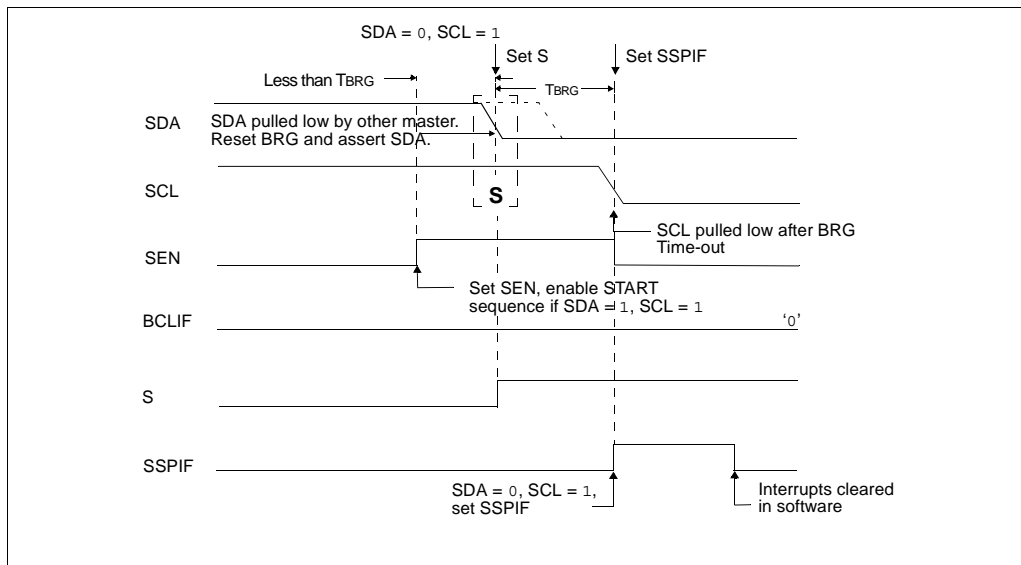 SDA = 0, SCL = 1
Set S
Set SSPIF
Less than TBRG
TBRG
SDA
SDA pulled low by other master.
Reset BRG and assert SDA.
SCL
S
SCL pulled low after BRG
Time-out
SEN
Set SEN, enable START
sequence if SDA = 1, SCL = 1
BCLIF
‘0’
S
SSPIF
SDA = 0, SCL = 1,
set SSPIF
Interrupts cleared
in software